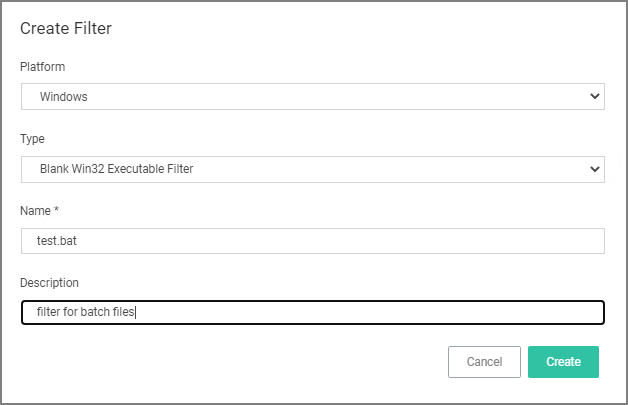 Create Filter
Platform
Windows
Type
Blank Win32 Executable Filter
Name *
test.bat
Description
filter for batch files
Cancel
Create